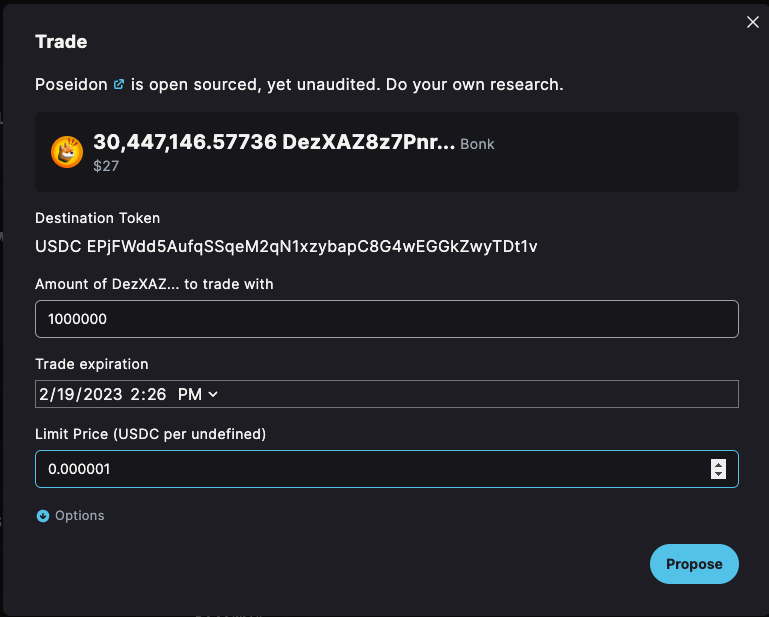 Trade
Poseidon is open sourced, yet unaudited. Do your own research.
30,447,146.57736 DezXAZ8z7Pnr... Bonk
$27
Destination Token
USDC EPjFWdd5AufqSSqeM2qN1xzybapC8G4wEGGkZwyTDt1v
Amount of DezXAZ... to trade with
1000000
Trade expiration
2/19/2023 2:26 PM
Limit Price (USDC per undefined)
0.000001
Options
Propose